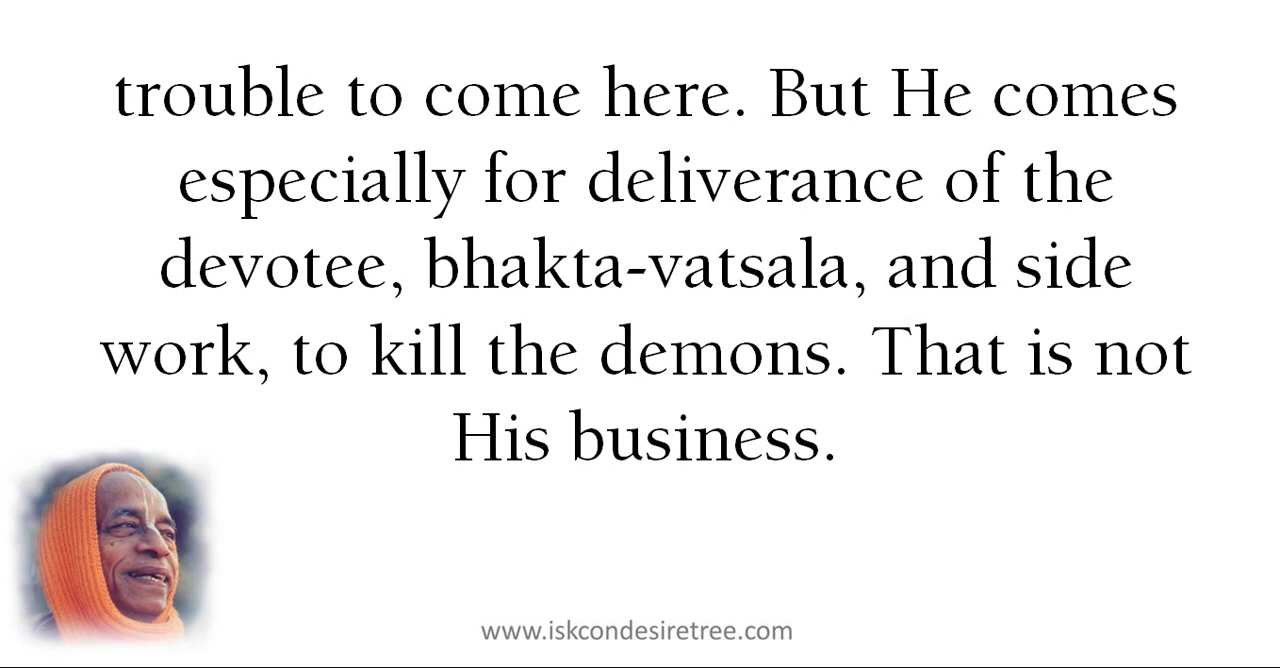 trouble to come here. But He comes
especially for deliverance of the
devotee, bhakta-vatsala, and side
work, to kill the demons. That is not
His business.
www.iskcondesiretree.com